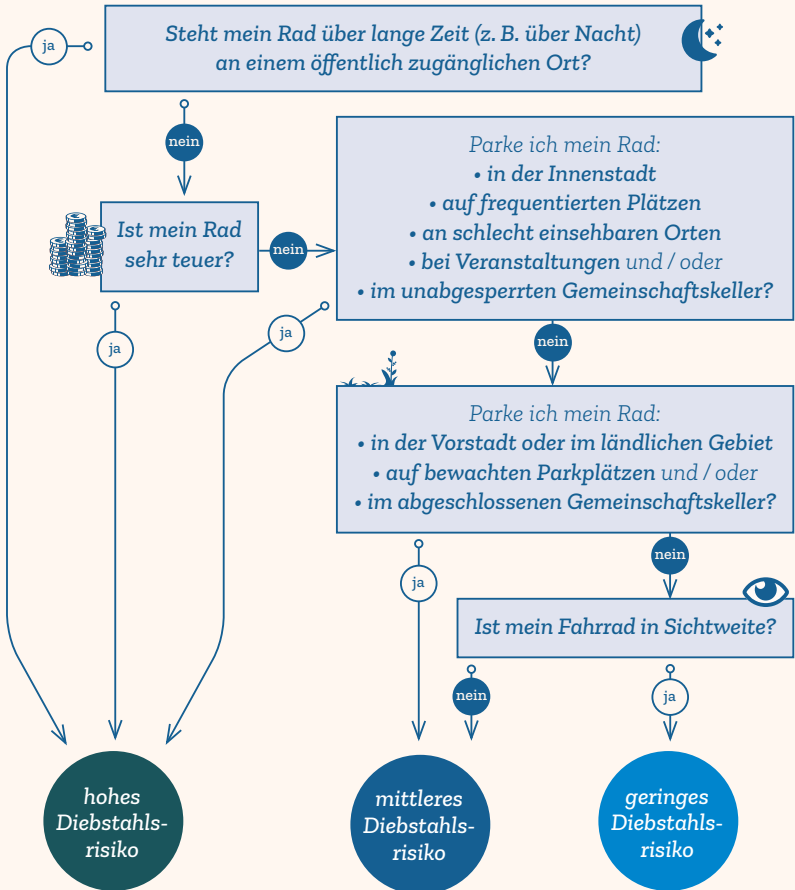 Steht mein Rad über lange Zeit (z. B. über Nacht)
an einem öffentlich zugänglichen Ort?
ja
nein
Ist mein Rad
sehr teuer?
nein
Parke ich mein Rad:
• in der Innenstadt
• auf frequentierten Plätzen
• an schlecht einsehbaren Orten
• bei Veranstaltungen und / oder
• im unabgesperrten Gemeinschaftskeller?
ja
ja
nein
Parke ich mein Rad:
• in der Vorstadt oder im ländlichen Gebiet
• auf bewachten Parkplätzen und / oder
• im abgeschlossenen Gemeinschaftskeller?
ja
nein
Ist mein Fahrrad in Sichtweite?
nein
ja
hohes
Diebstahls-
risiko
mittleres
Diebstahls-
risiko
geringes
Diebstahls-
risiko